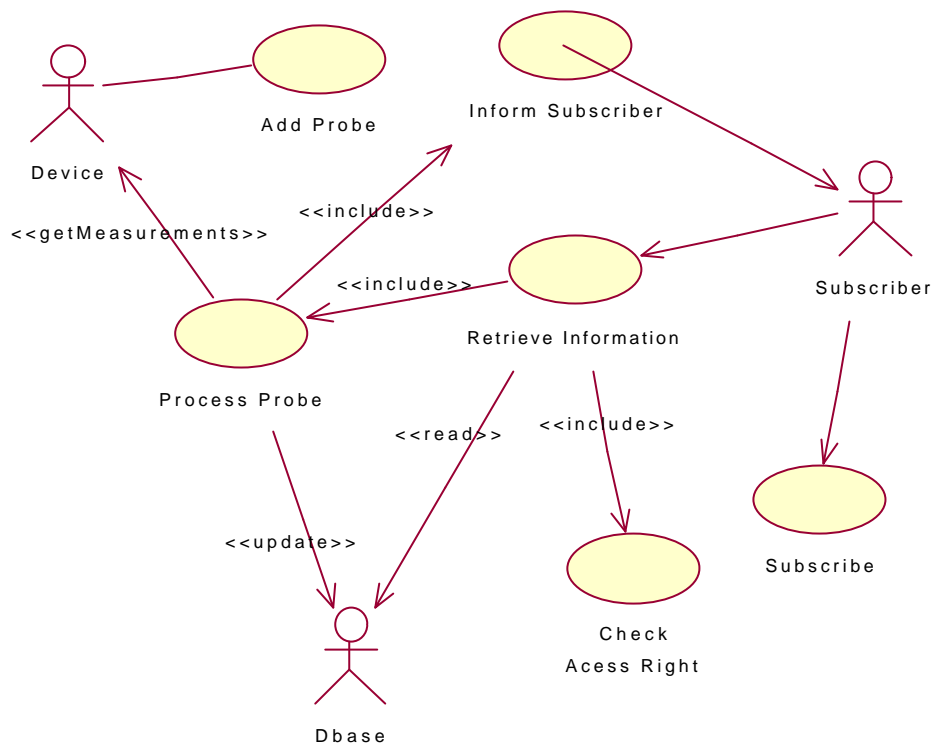 Add Probe
Inform Subscriber
Device
<<include>>
<<getMeasurements>>
<<include>>
Subscriber
Retrieve Information
Process Probe
<<read>>
<<include>>
<<update>>
Subscribe
Check
Acess Right
Dbase